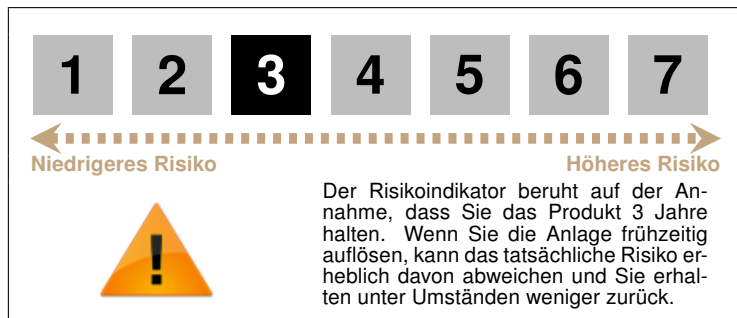 1 2 3 4 5 6 7
Niedrigeres Risiko Höheres Risiko
Der Risikoindikator beruht auf der An-
nahme, dass Sie das Produkt 3 Jahre
halten. Wenn Sie die Anlage frühzeitig
auflösen, kann das tatsächliche Risiko er-
heblich davon abweichen und Sie erhal-
ten unter Umständen weniger zurück.
!